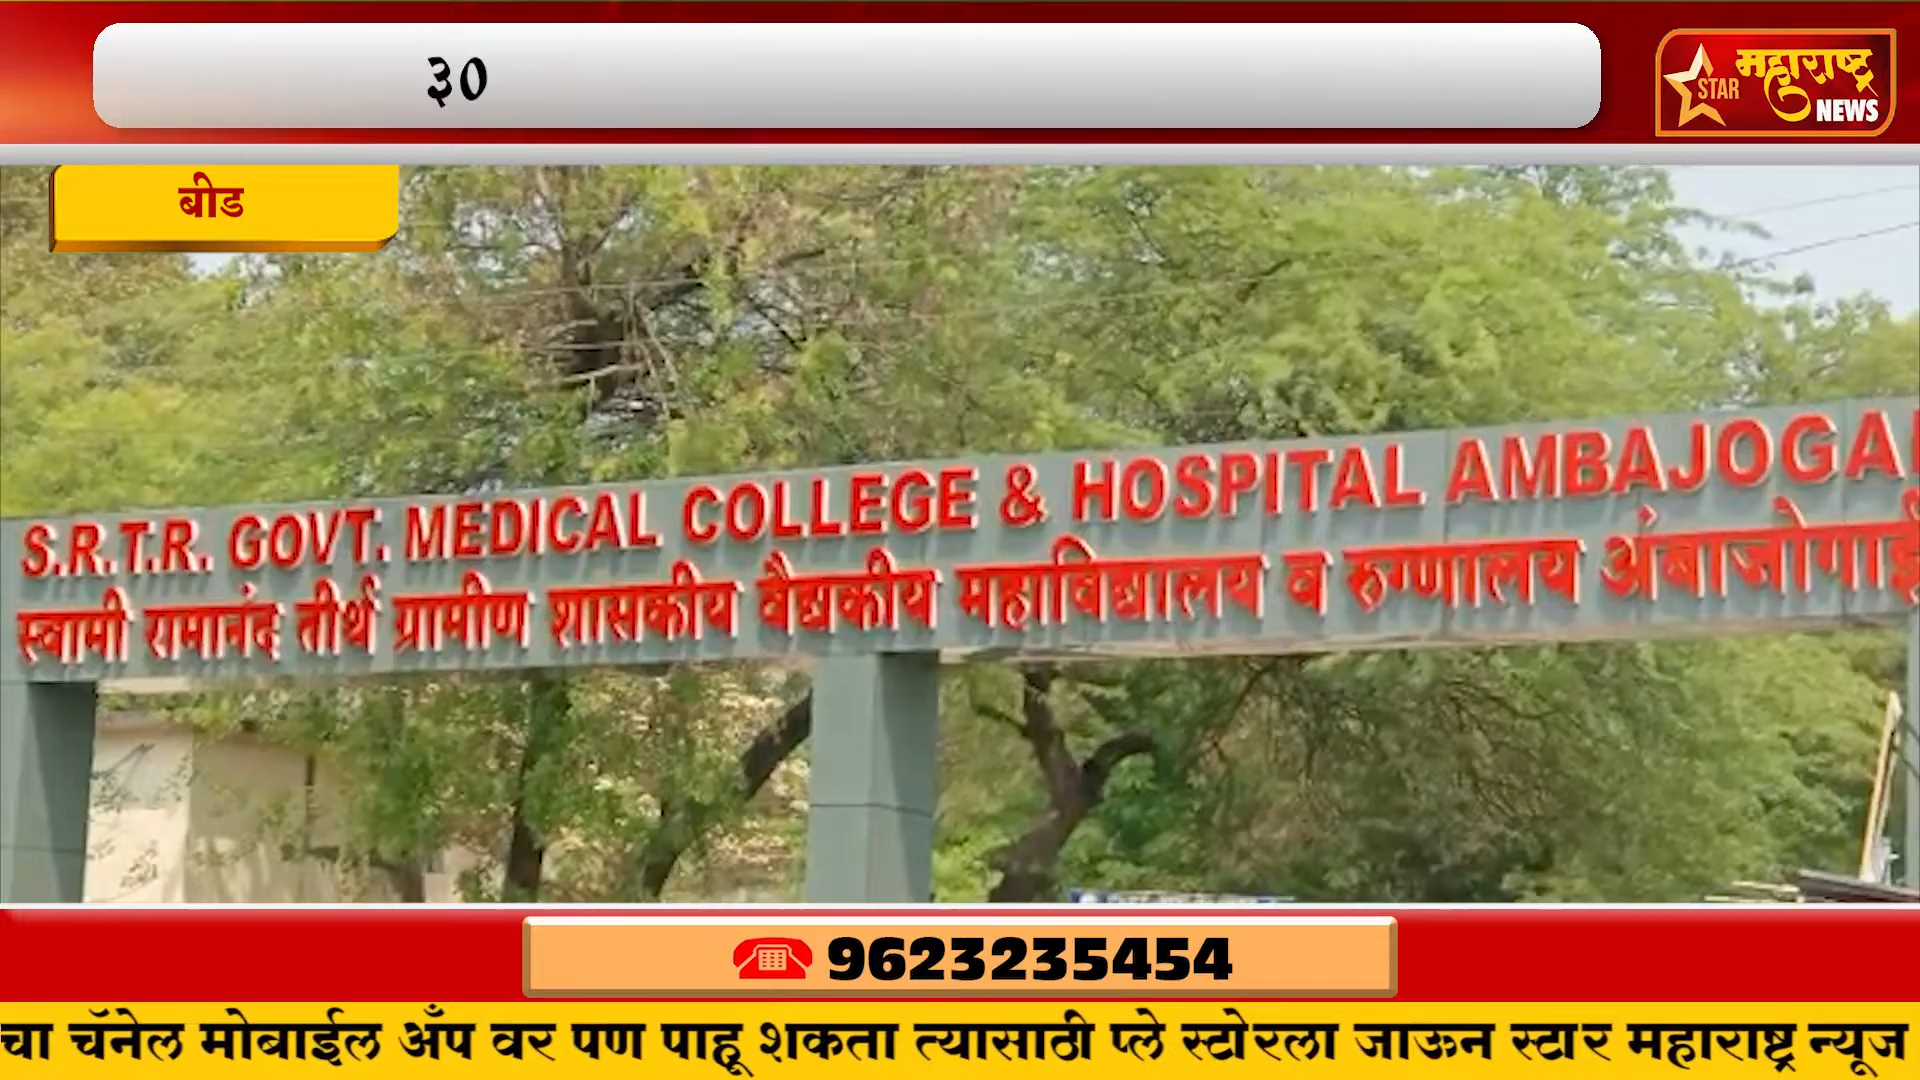 ३०
STAR
महाराष्ट्र
NEWS
बीड
S.R.T.R. GOVT. MEDICAL COLLEGE & HOSPITAL AMBAJOGAI
स्वामी रामानंद तीर्थ ग्रामीण शासकीय वैद्यकीय महाविद्यालय व रुग्णालय अंबाजोगाई
9623235454
चा चॅनेल मोबाईल अँप वर पण पाहू शकता त्यासाठी प्ले स्टोरला जाऊन स्टार महाराष्ट्र न्यूज